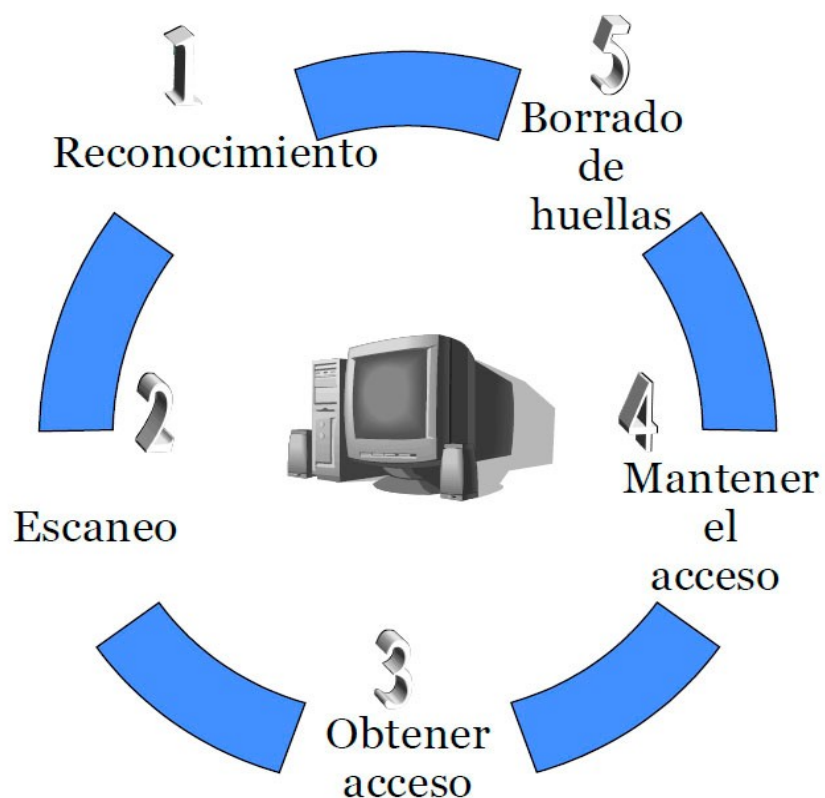 1
Reconocimiento
2
Escaneo
3
Obtener
acceso
4
Mantener
el
acceso
5
Borrado
de
huellas